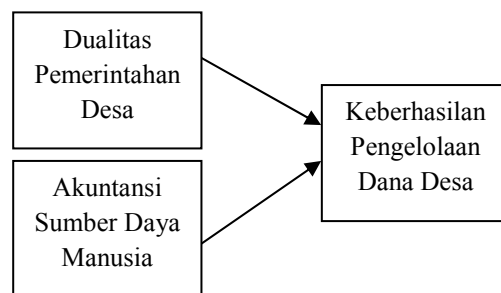 Dualitas
Pemerintahan
Desa
Keberhasilan
Pengelolaan
Dana Desa
Akuntansi
Sumber Daya
Manusia